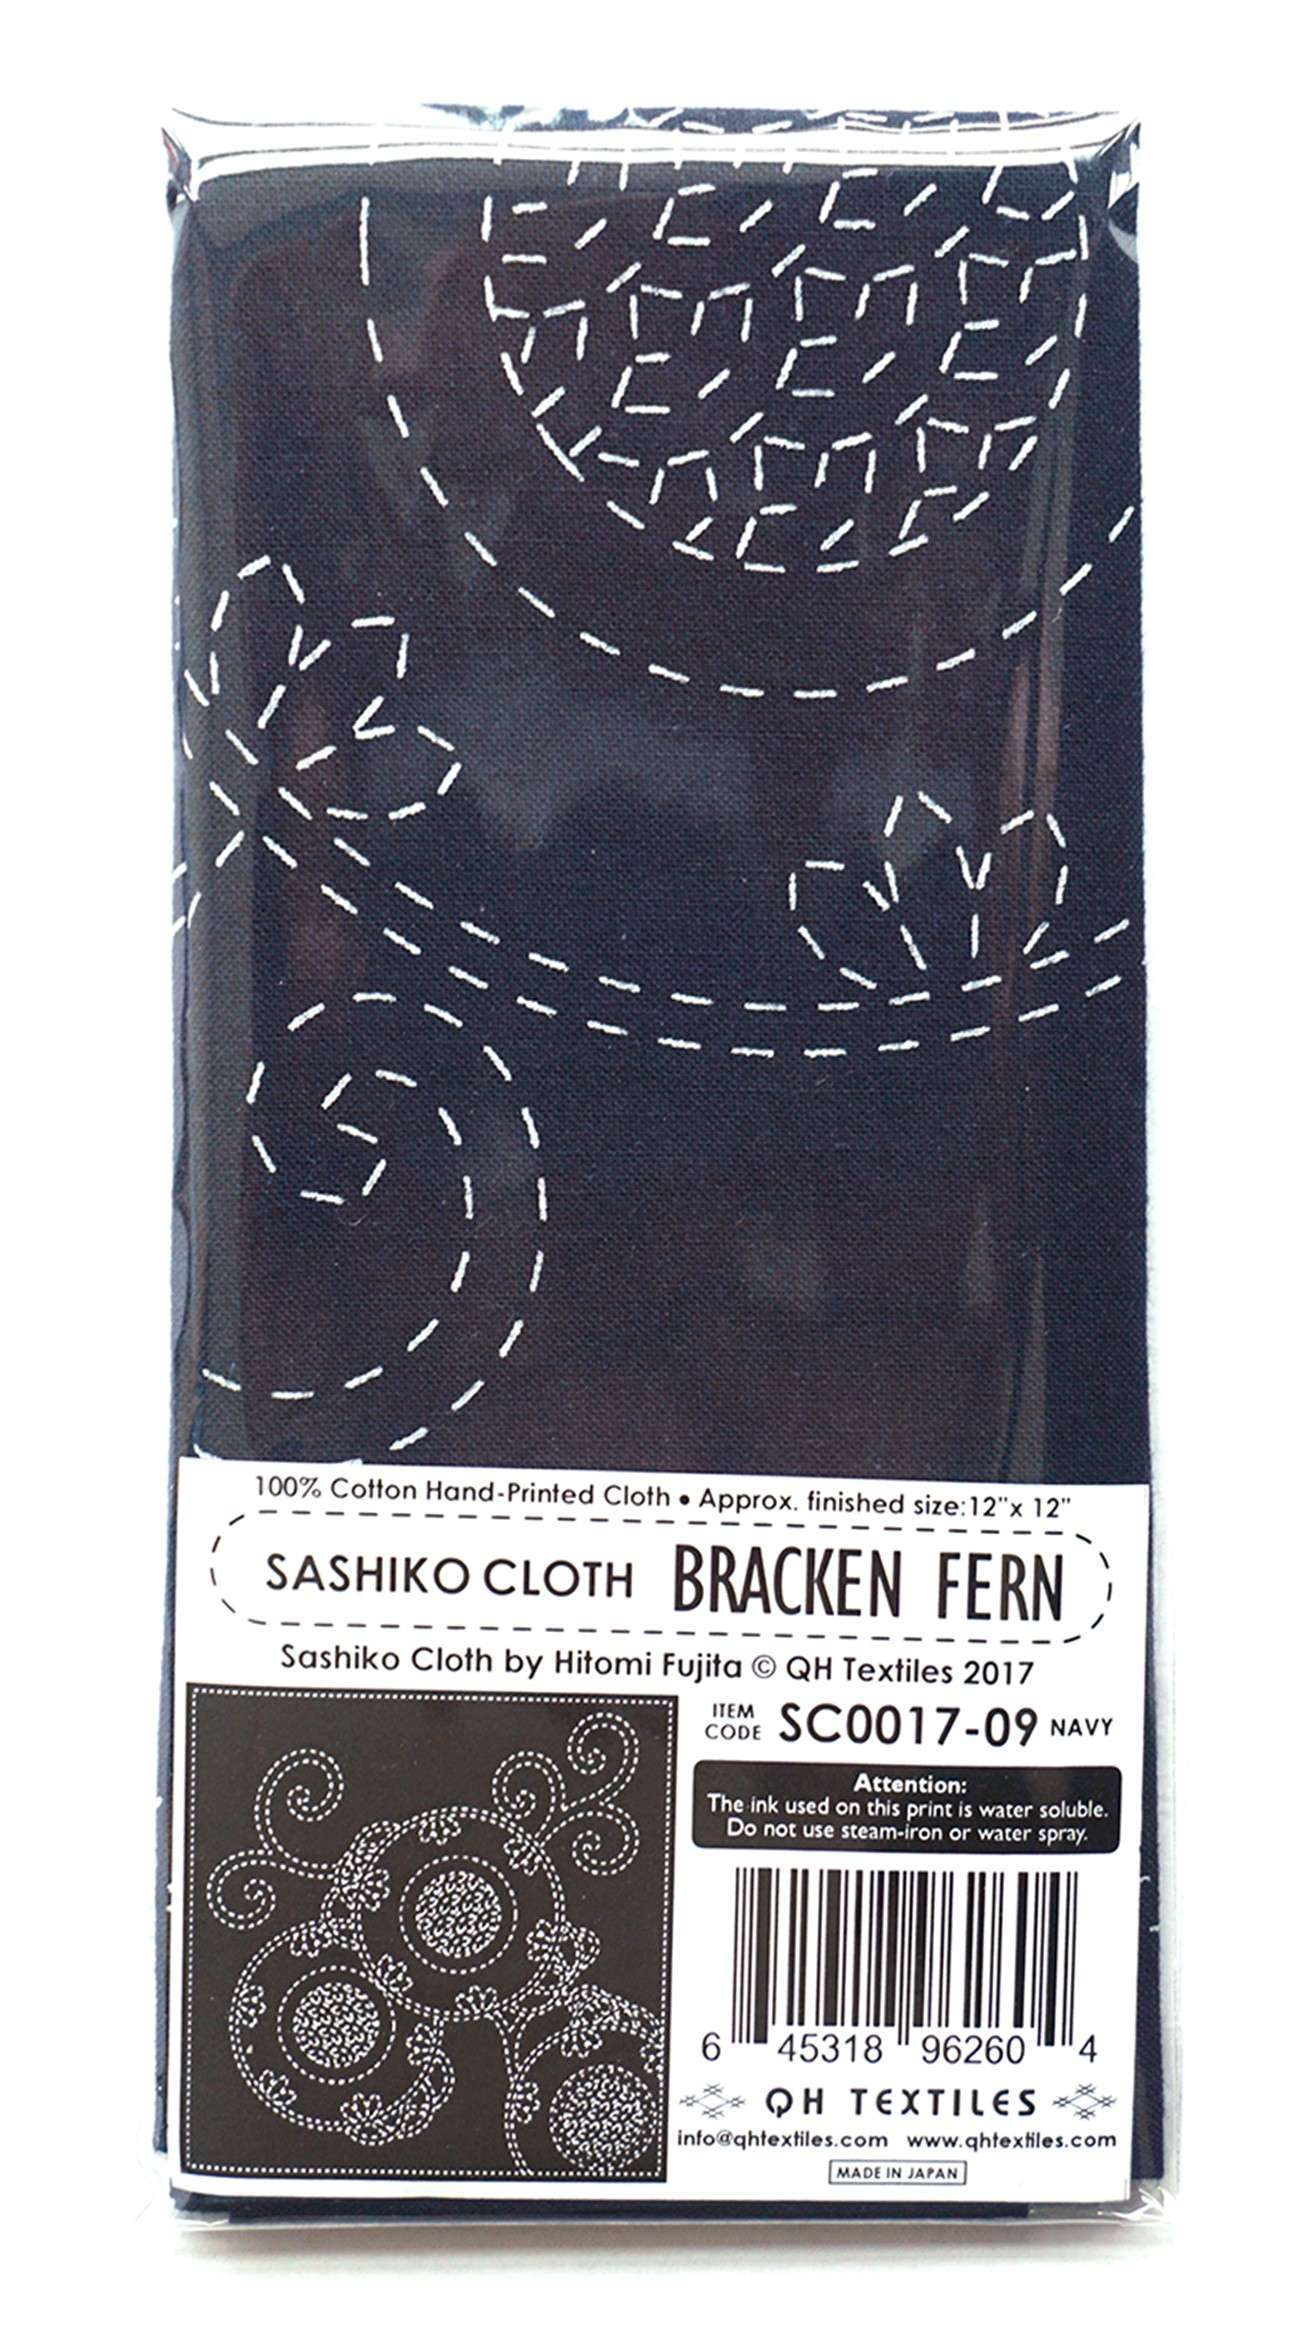 100% Cotton Hand-Printed Cloth • Approx. finished size:12"x 12"
SASHIKO CLOTH BRACKEN FERN
Sashiko Cloth by Hitomi Fujita © QH Textiles 2017
ITEM CODE SC0017-09 NAVY
Attention:
The ink used on this print is water soluble.
Do not use steam-iron or water spray.
6 45318 96260 4
QH TEXTILES
info@qhtextiles.com www.qhtextiles.com
MADE IN JAPAN